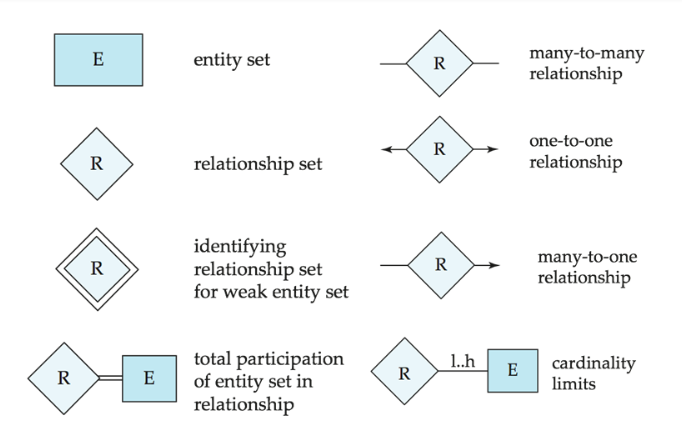 E
entity set
R
many-to-many
relationship
R
relationship set
R
one-to-one
relationship
R
identifying
relationship set
for weak entity set
R
many-to-one
relationship
R
E
total participation
of entity set in
relationship
R
l..h
E
cardinality
limits